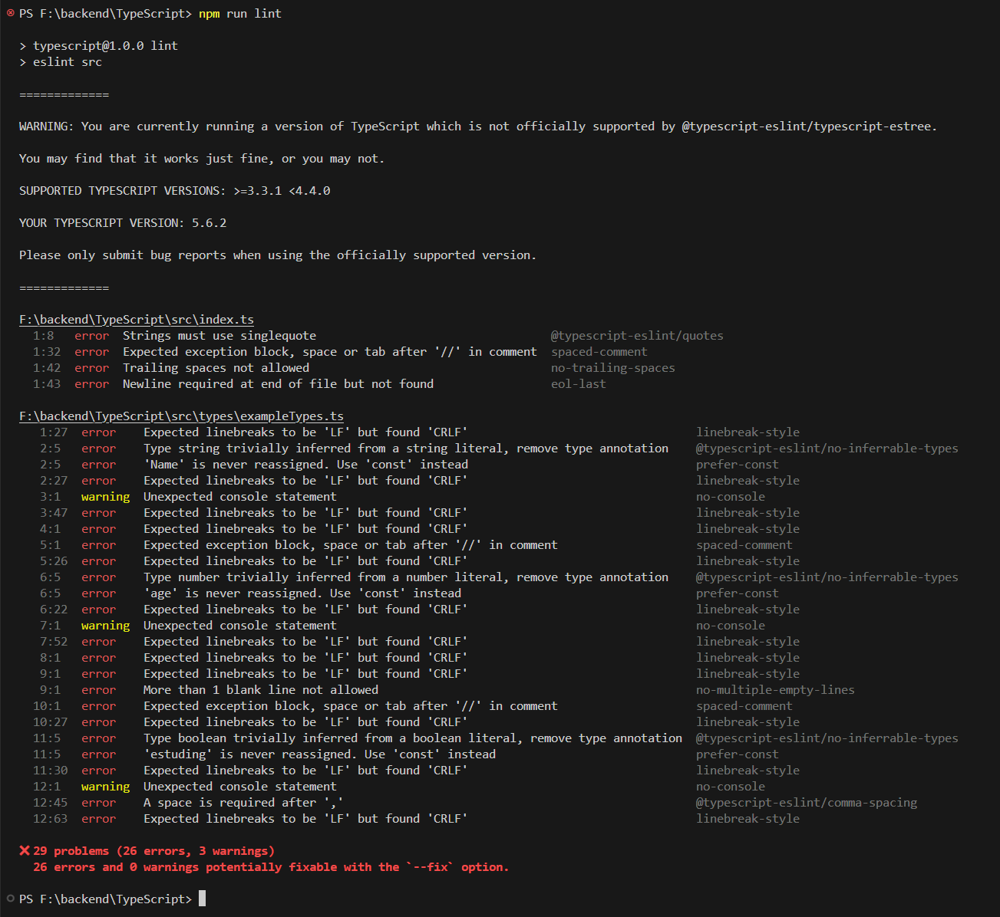 PS F:\backend\TypeScript> npm run lint
> typescript@1.0.0 lint
> eslint src
=============
WARNING: You are currently running a version of TypeScript which is not officially supported by @typescript-eslint/typescript-estree.
You may find that it works just fine, or you may not.
SUPPORTED TYPESCRIPT VERSIONS: >=3.3.1 <4.4.0
YOUR TYPESCRIPT VERSION: 5.6.2
Please only submit bug reports when using the officially supported version.
=============
F:\backend\TypeScript\src\index.ts
1:8 error Strings must use singlequote @typescript-eslint/quotes
1:32 error Expected exception block, space or tab after '//' in comment spaced-comment
1:42 error Trailing spaces not allowed no-trailing-spaces
1:43 error Newline required at end of file but not found eol-last
F:\backend\TypeScript\src\types\exampleTypes.ts
1:27 error Expected linebreaks to be 'LF' but found 'CRLF' linebreak-style
2:5 error Type string trivially inferred from a string literal, remove type annotation @typescript-eslint/no-inferrable-types
2:5 error 'Name' is never reassigned. Use 'const' instead prefer-const
2:27 error Expected linebreaks to be 'LF' but found 'CRLF' linebreak-style
3:1 warning Unexpected console statement no-console
3:47 error Expected linebreaks to be 'LF' but found 'CRLF' linebreak-style
4:1 error Expected linebreaks to be 'LF' but found 'CRLF' linebreak-style
5:1 error Expected exception block, space or tab after '//' in comment spaced-comment
5:26 error Expected linebreaks to be 'LF' but found 'CRLF' linebreak-style
6:5 error Type number trivially inferred from a number literal, remove type annotation @typescript-eslint/no-inferrable-types
6:5 error 'age' is never reassigned. Use 'const' instead prefer-const
6:22 error Expected linebreaks to be 'LF' but found 'CRLF' linebreak-style
7:1 warning Unexpected console statement no-console
7:52 error Expected linebreaks to be 'LF' but found 'CRLF' linebreak-style
8:1 error Expected linebreaks to be 'LF' but found 'CRLF' linebreak-style
9:1 error Expected linebreaks to be 'LF' but found 'CRLF' linebreak-style
9:1 error More than 1 blank line not allowed no-multiple-empty-lines
10:1 error Expected exception block, space or tab after '//' in comment spaced-comment
10:27 error Expected linebreaks to be 'LF' but found 'CRLF' linebreak-style
11:5 error Type boolean trivially inferred from a boolean literal, remove type annotation @typescript-eslint/no-inferrable-types
11:5 error 'estuding' is never reassigned. Use 'const' instead prefer-const
11:30 error Expected linebreaks to be 'LF' but found 'CRLF' linebreak-style
12:1 warning Unexpected console statement no-console
12:45 error A space is required after ',' @typescript-eslint/comma-spacing
12:63 error Expected linebreaks to be 'LF' but found 'CRLF' linebreak-style
✖ 29 problems (26 errors, 3 warnings)
26 errors and 0 warnings potentially fixable with the `--fix` option.
PS F:\backend\TypeScript>